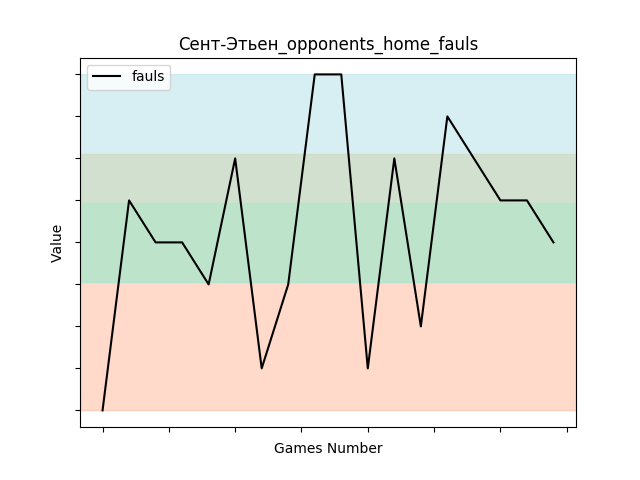 Сент-Этьен_opponents_home_fauls
fauls
Value
Games Number